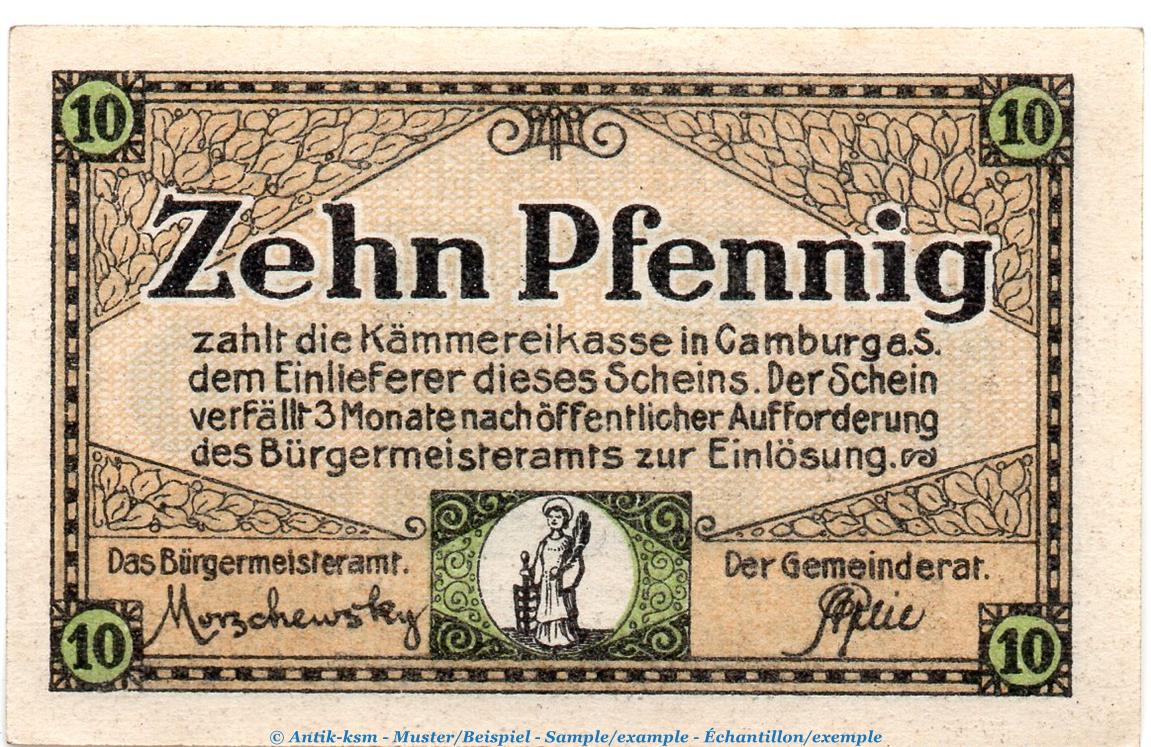 10 10
Zehn Pfennig
zahlt die Kämmereikasse in Camburg a.S.
dem Einlieferer dieses Scheins. Der Schein
verfällt 3 Monate nach öffentlicher Aufforderung
des Bürgermeisteramts zur Einlösung.
Das Bürgermeisteramt. Der Gemeinderat.
Morzchewsky
10 10
© Antik-ksm - Muster/Beispiel - Sample/example - Échantillon/exemple